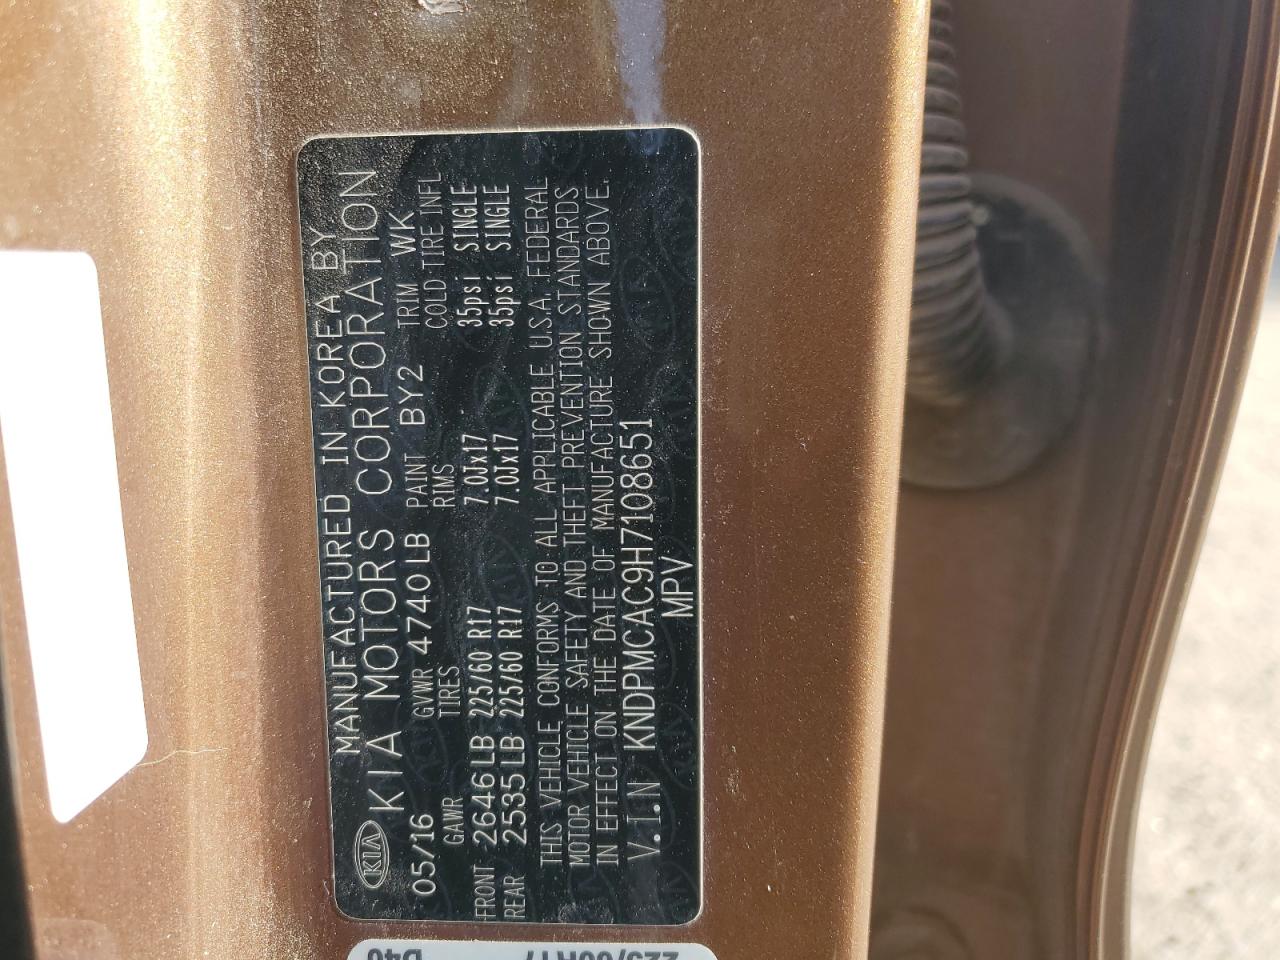 MANUFACTURED IN KOREA BY
KIA KIA MOTORS CORPORATION
05/16 GVWR 4740LB PAINT BY2 TRIM WK
GAWR TIRES RIMS COLD TIRE INFL
FRONT 2646LB 225/60 R17 7.0Jx17 35psi SINGLE
REAR 2535LB 225/60 R17 7.0Jx17 35psi SINGLE
THIS VEHICLE CONFORMS TO ALL APPLICABLE U.S.A. FEDERAL
MOTOR VEHICLE SAFETY AND THEFT PREVENTION STANDARDS
IN EFFECT ON THE DATE OF MANUFACTURE SHOWN ABOVE.
V.I.N KNDPMCAC9H7108651
MPV